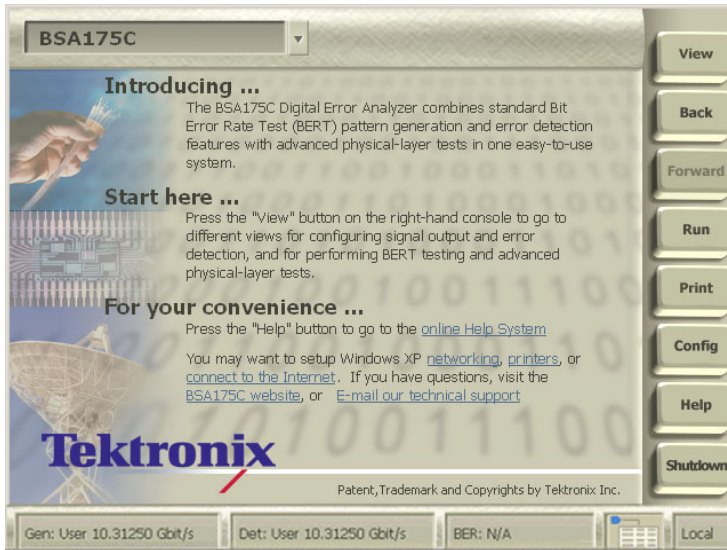 BSA175C
Introducing ...
The BSA175C Digital Error Analyzer combines standard Bit
Error Rate Test (BERT) pattern generation and error detection
features with advanced physical-layer tests in one easy-to-use
system.
Start here ...
Press the "View" button on the right-hand console to go to
different views for configuring signal output and error
detection, and for performing BERT testing and advanced
physical-layer tests.
For your convenience ...
Press the "Help" button to go to the online Help System
You may want to setup Windows XP networking, printers, or
connect to the Internet. If you have questions, visit the
BSA175C website, or E-mail our technical support
Tektronix
Patent,Trademark and Copyrights by Tektronix Inc.
View
Back
Forward
Run
Print
Config
Help
Shutdown
Gen: User 10.31250 Gbit/s
Det: User 10.31250 Gbit/s
BER: N/A
Local